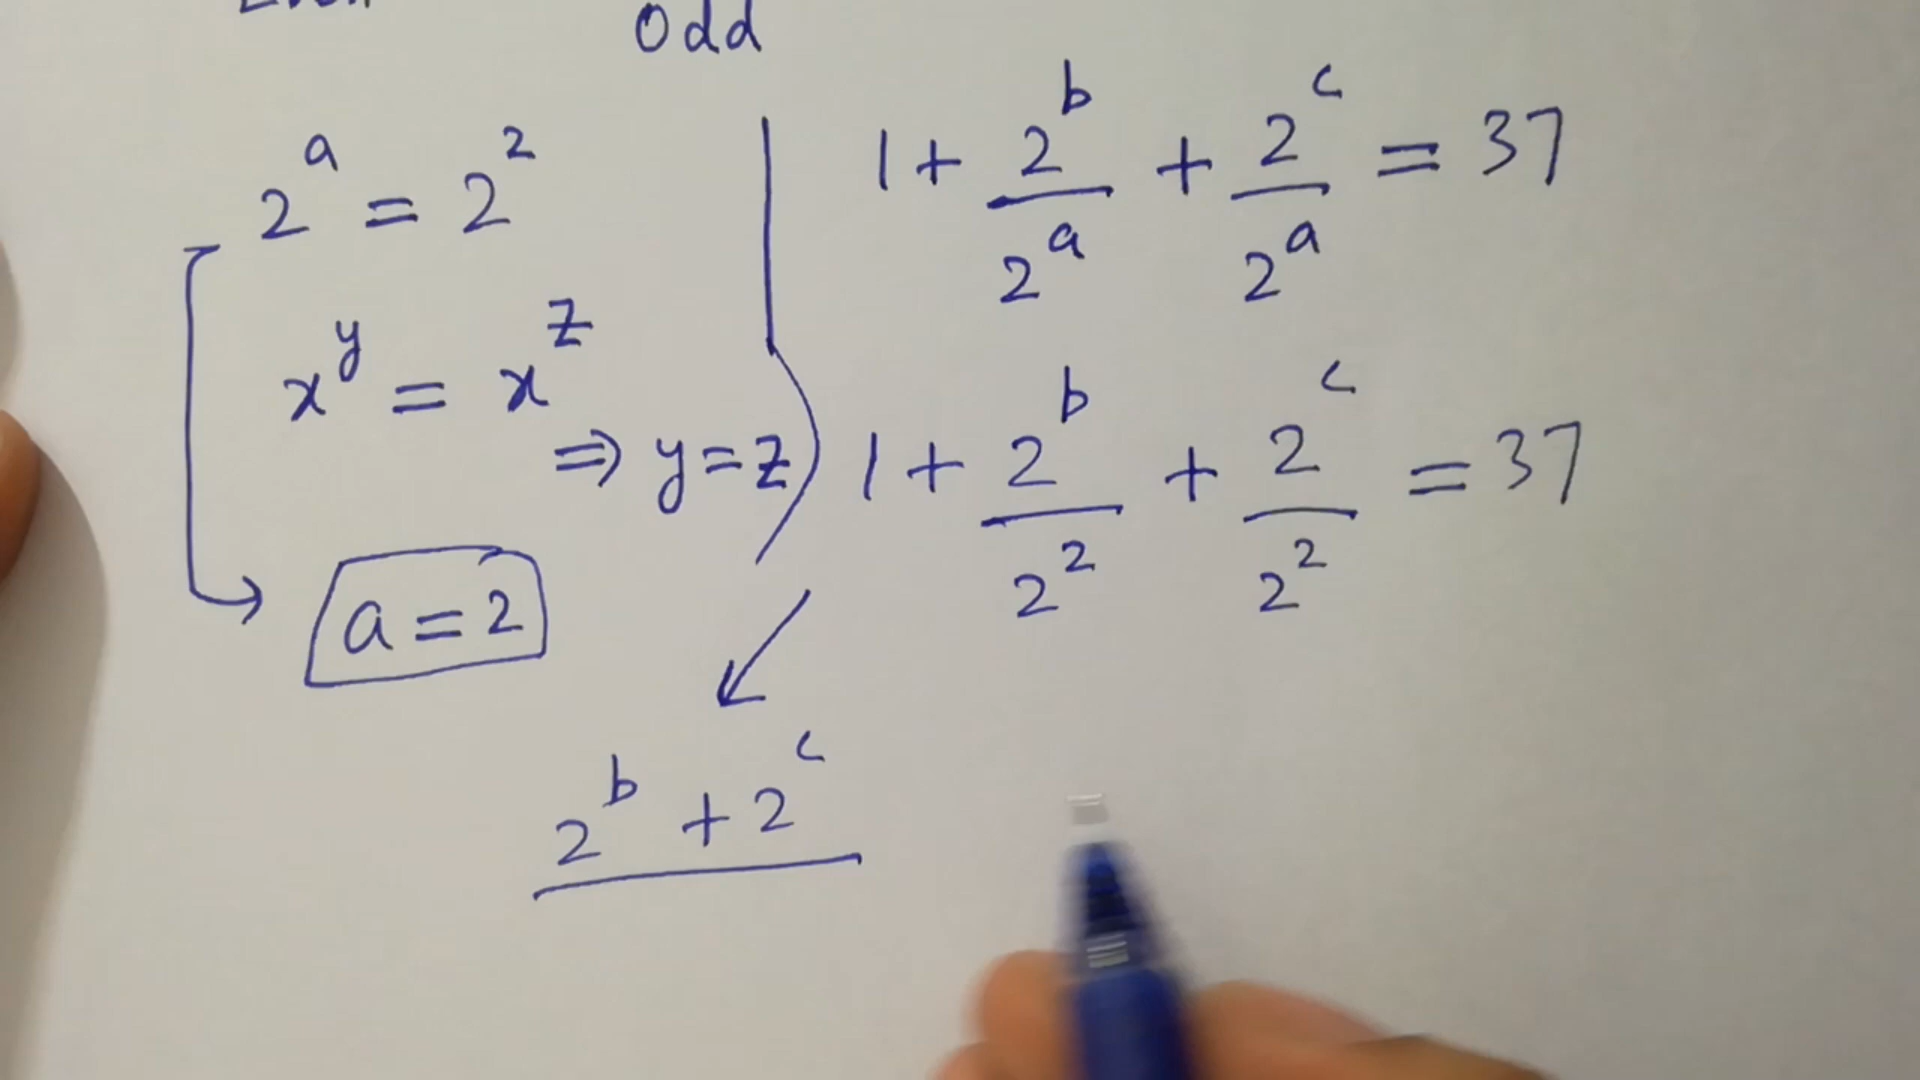 Odd
2^a = 2^2
x^y = x^z
⇒ y = z
a = 2
1 + 2^b/2^a + 2^c/2^a = 37
1 + 2^b/2^2 + 2^c/2^2 = 37
2^b + 2^c